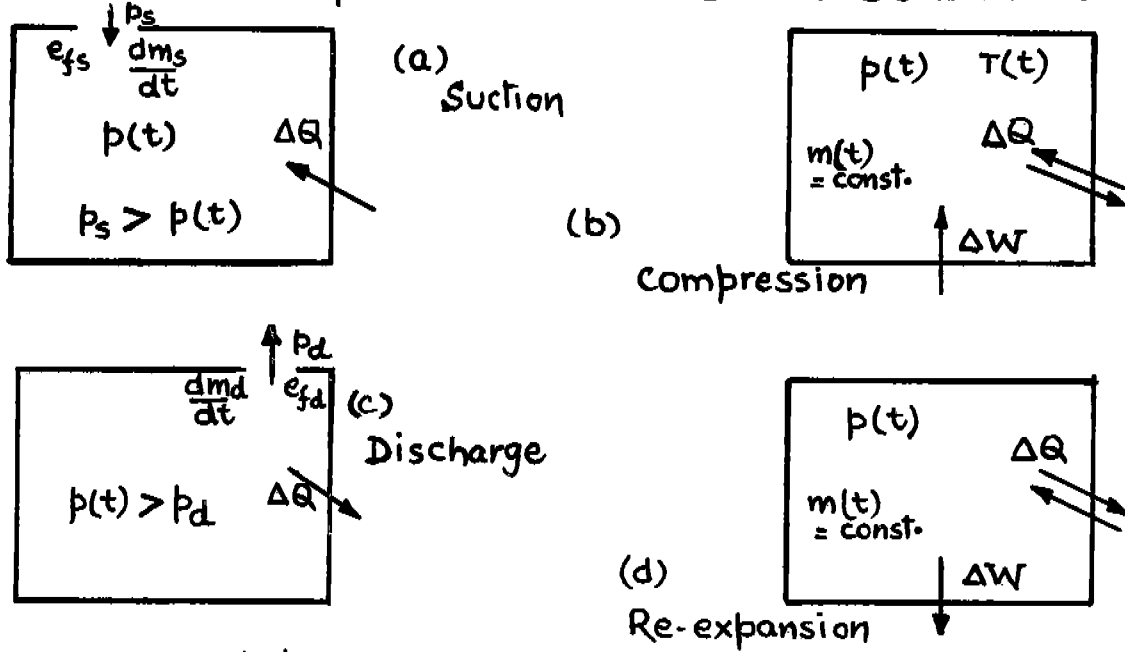 p_s
e_fs dm_s/dt
p(t)
ΔQ
p_s > p(t)
(a)
Suction
p(t) T(t)
m(t)
= const.
ΔQ
ΔW
(b)
Compression
p_d
dm_d/dt e_fd
p(t) > p_d
ΔQ
(c)
Discharge
p(t)
m(t)
= const.
ΔQ
ΔW
(d)
Re-expansion